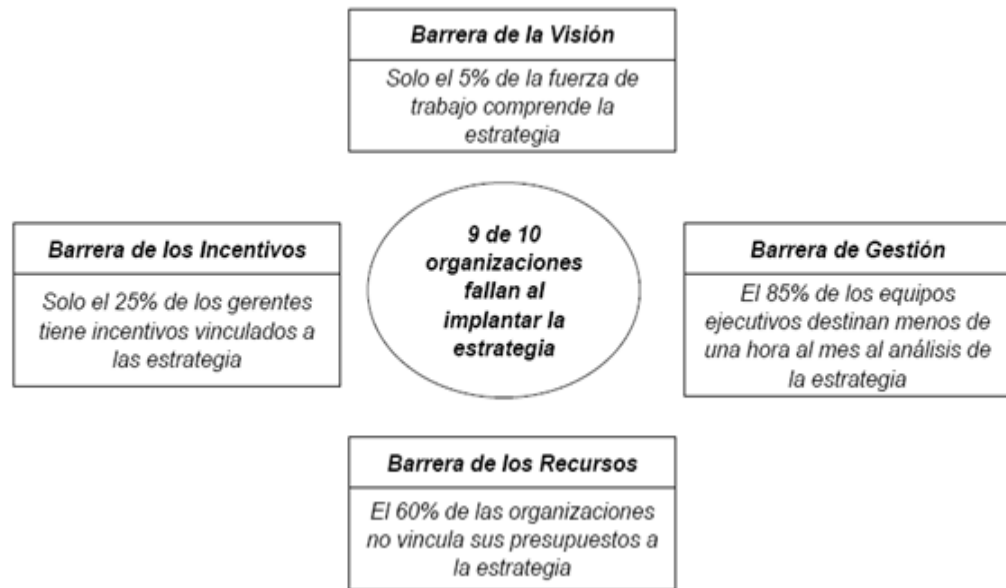 Barrera de la Visión
Solo el 5% de la fuerza de
trabajo comprende la
estrategia
Barrera de los Incentivos
Solo el 25% de los gerentes
tiene incentivos vinculados a
las estrategia
9 de 10
organizaciones
fallan al
implantar la
estrategia
Barrera de Gestión
El 85% de los equipos
ejecutivos destinan menos de
una hora al mes al análisis de
la estrategia
Barrera de los Recursos
El 60% de las organizaciones
no vincula sus presupuestos a
la estrategia